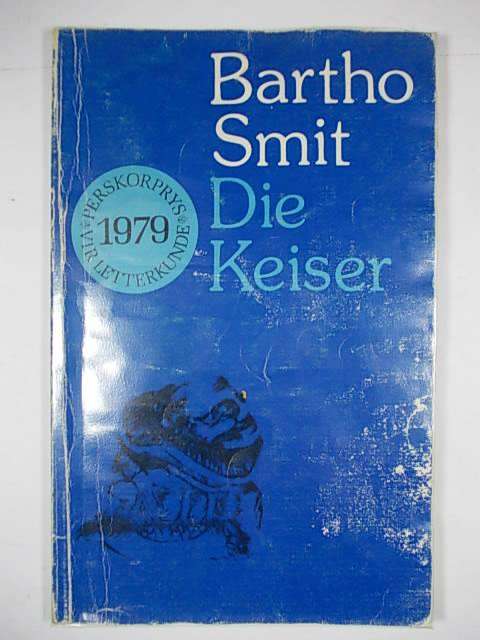 Bartho
Smit
Die
Keiser
PERSKORPRYS
VIR LETTERKUNDE
1979